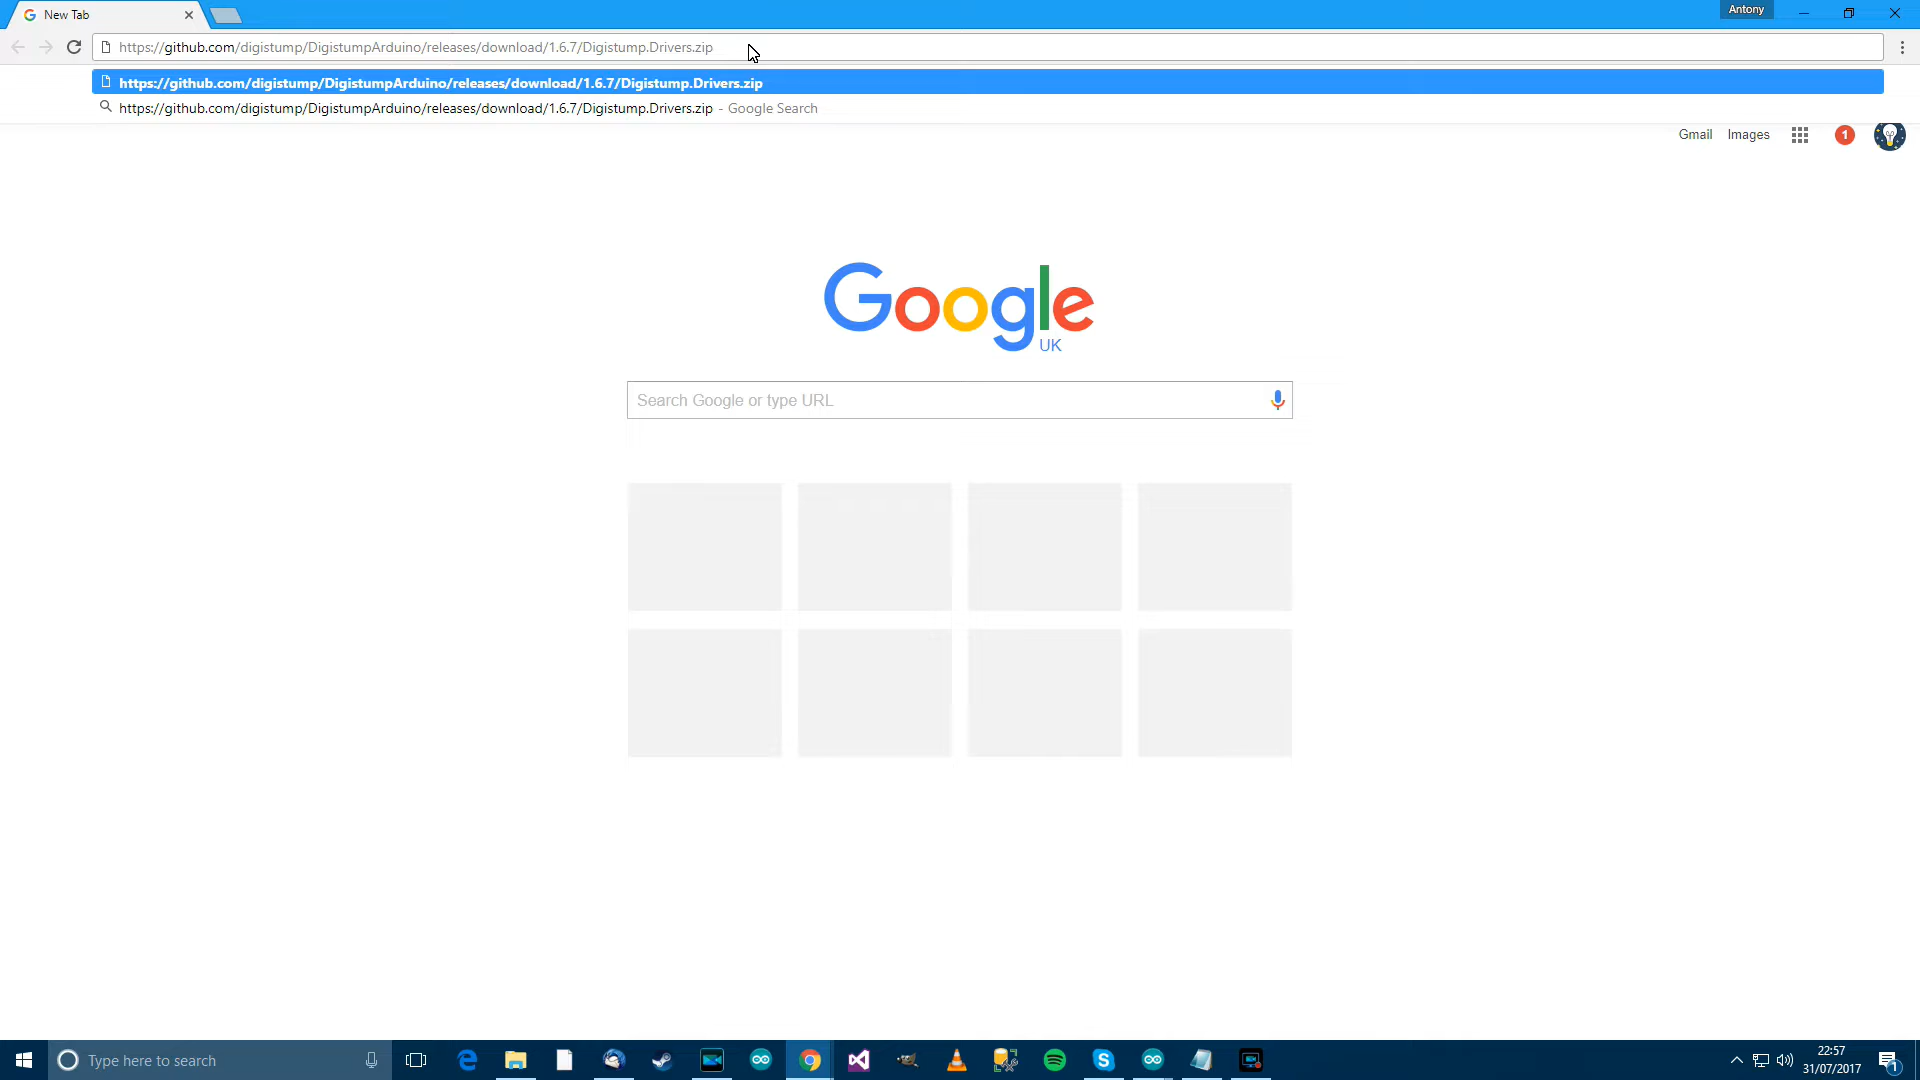 New Tab
Antony
https://github.com/digistump/DigistumpArduino/releases/download/1.6.7/Digistump.Drivers.zip
https://github.com/digistump/DigistumpArduino/releases/download/1.6.7/Digistump.Drivers.zip
https://github.com/digistump/DigistumpArduino/releases/download/1.6.7/Digistump.Drivers.zip - Google Search
Gmail Images 1
Google
UK
Search Google or type URL
Type here to search
22:57
31/07/2017
1